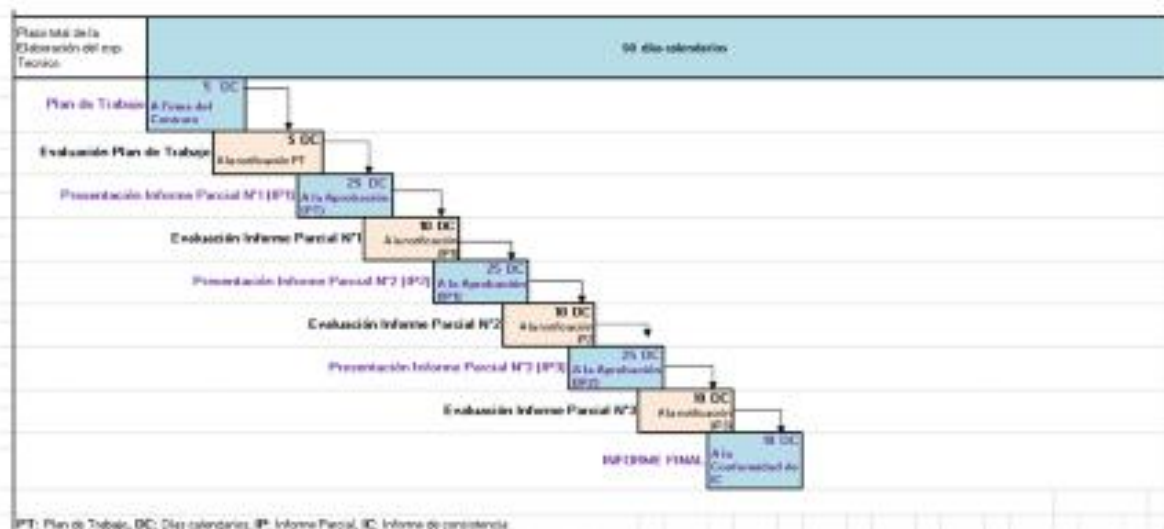 Plazo total de la
Elaboración del exp.
Tecnico
90 días calendarios
5 DC
Plan de Trabajo
A Firma del
Contrato
5 DC
Evaluación Plan de Trabajo
A la notificación PT
25 DC
Presentación Informe Parcial N°1 (IP1)
A la Aprobación
(PT)
10 DC
Evaluación Informe Parcial N°1
A la notificación
IP1
25 DC
Presentación Informe Parcial N°2 (IP2)
A la Aprobación
(IP1)
10 DC
Evaluación Informe Parcial N°2
A la notificación
IP2
25 DC
Presentación Informe Parcial N°3 (IP3)
A la Aprobación
(IP2)
10 DC
Evaluación Informe Parcial N°3
A la notificación
IP3
10 DC
INFORME FINAL
A la
Conformidad de
IC
PT: Plan de Trabajo, DC: Dias calendarios, IP: Informe Parcial, IC: Informe de consistencia